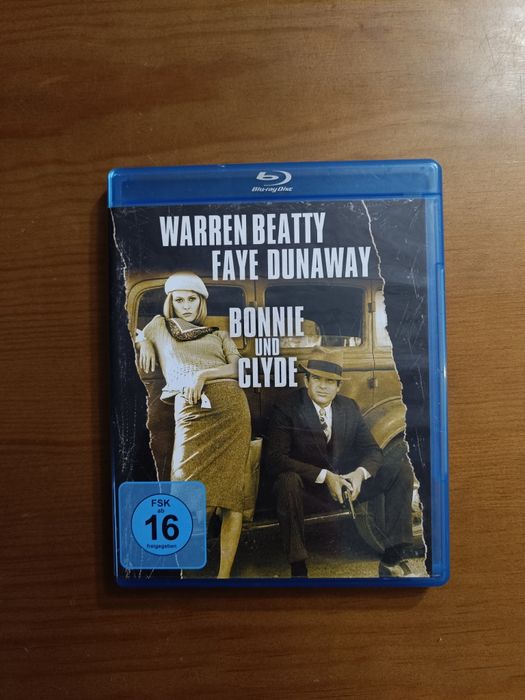 Blu-ray Disc
WARREN BEATTY
FAYE DUNAWAY
BONNIE
UND
CLYDE
FSK
ab
16
freigegeben